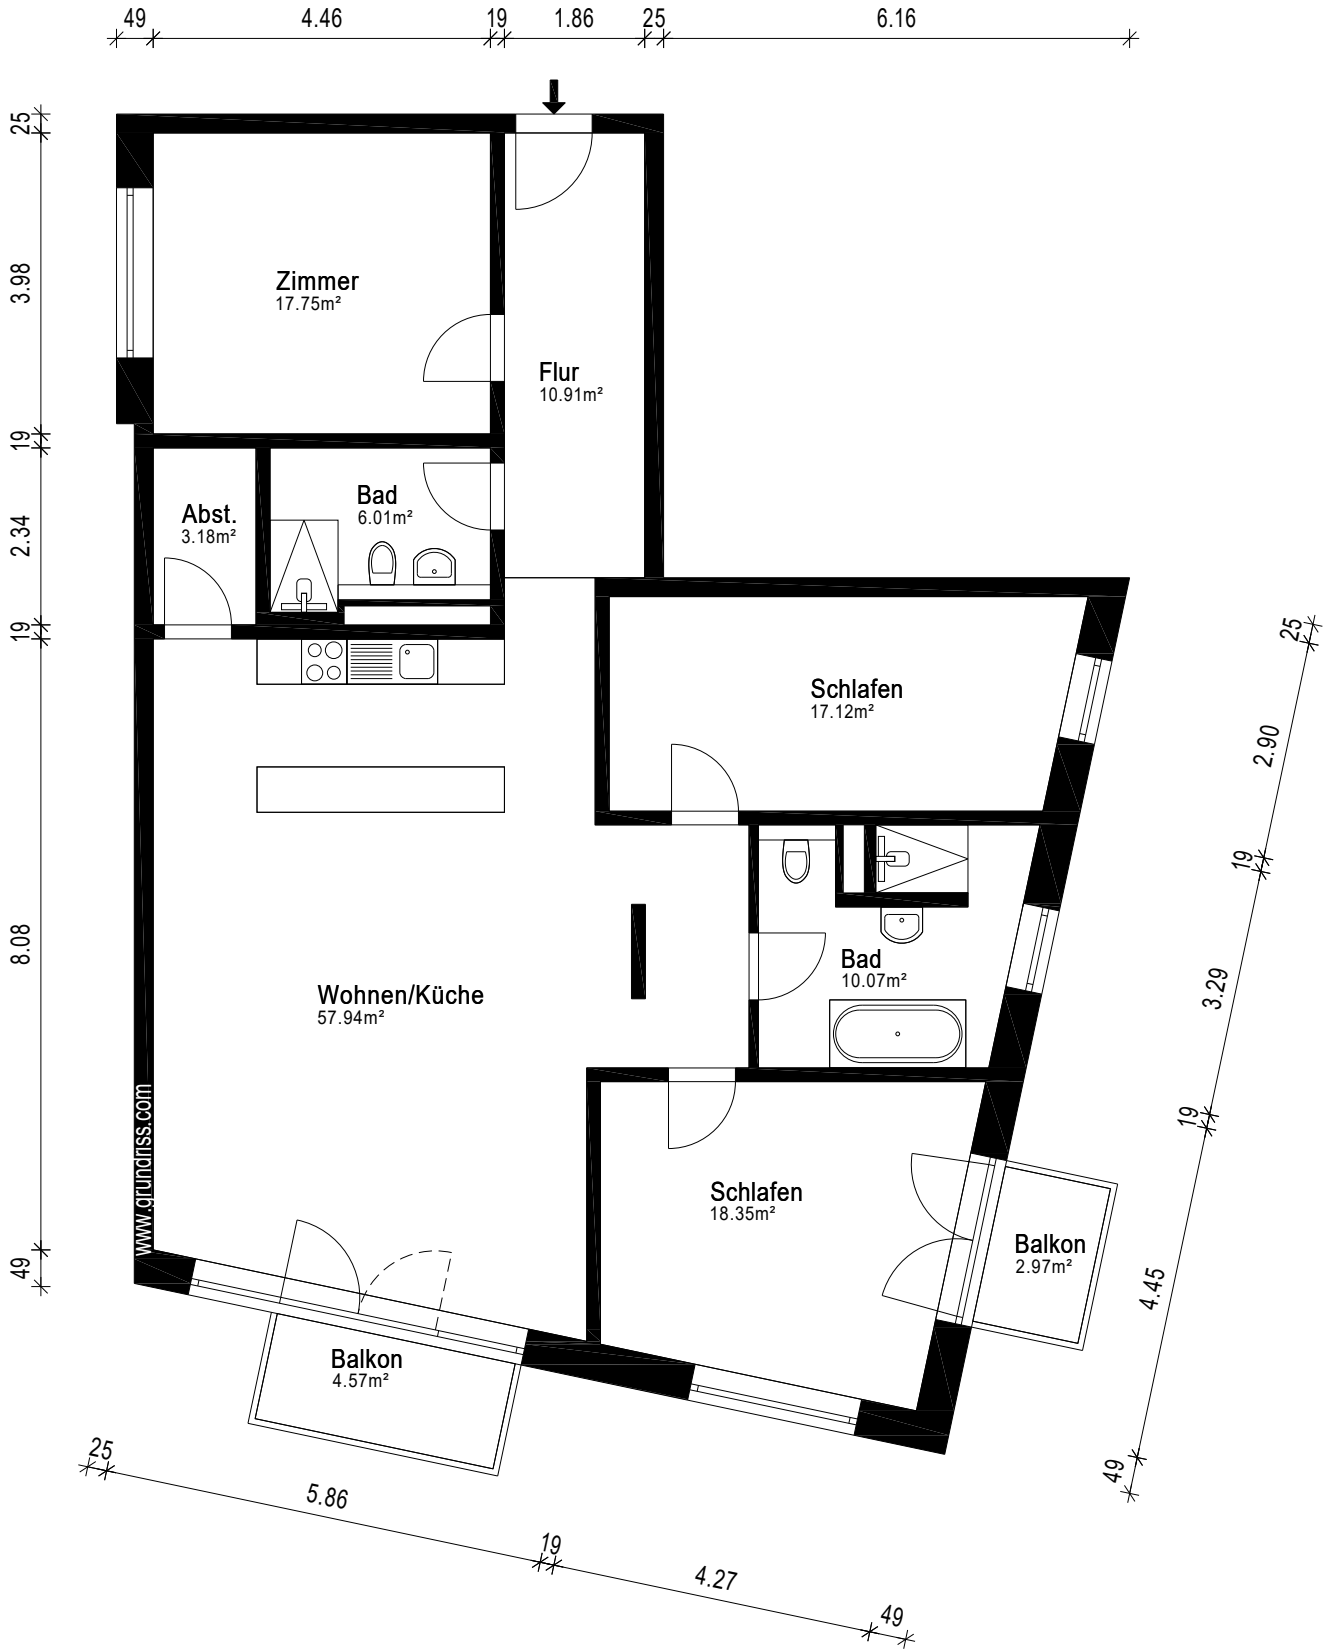 49
4.46
19
1.86
25
6.16
25
3.98
19
2.34
19
8.08
49
Zimmer
17.75m²
Flur
10.91m²
Abst.
3.18m²
Bad
6.01m²
Schlafen
17.12m²
Bad
10.07m²
Wohnen/Küche
57.94m²
Schlafen
18.35m²
Balkon
2.97m²
Balkon
4.57m²
www.grundriss.com
25
2.90
19
3.29
19
4.45
49
25
5.86
19
4.27
49